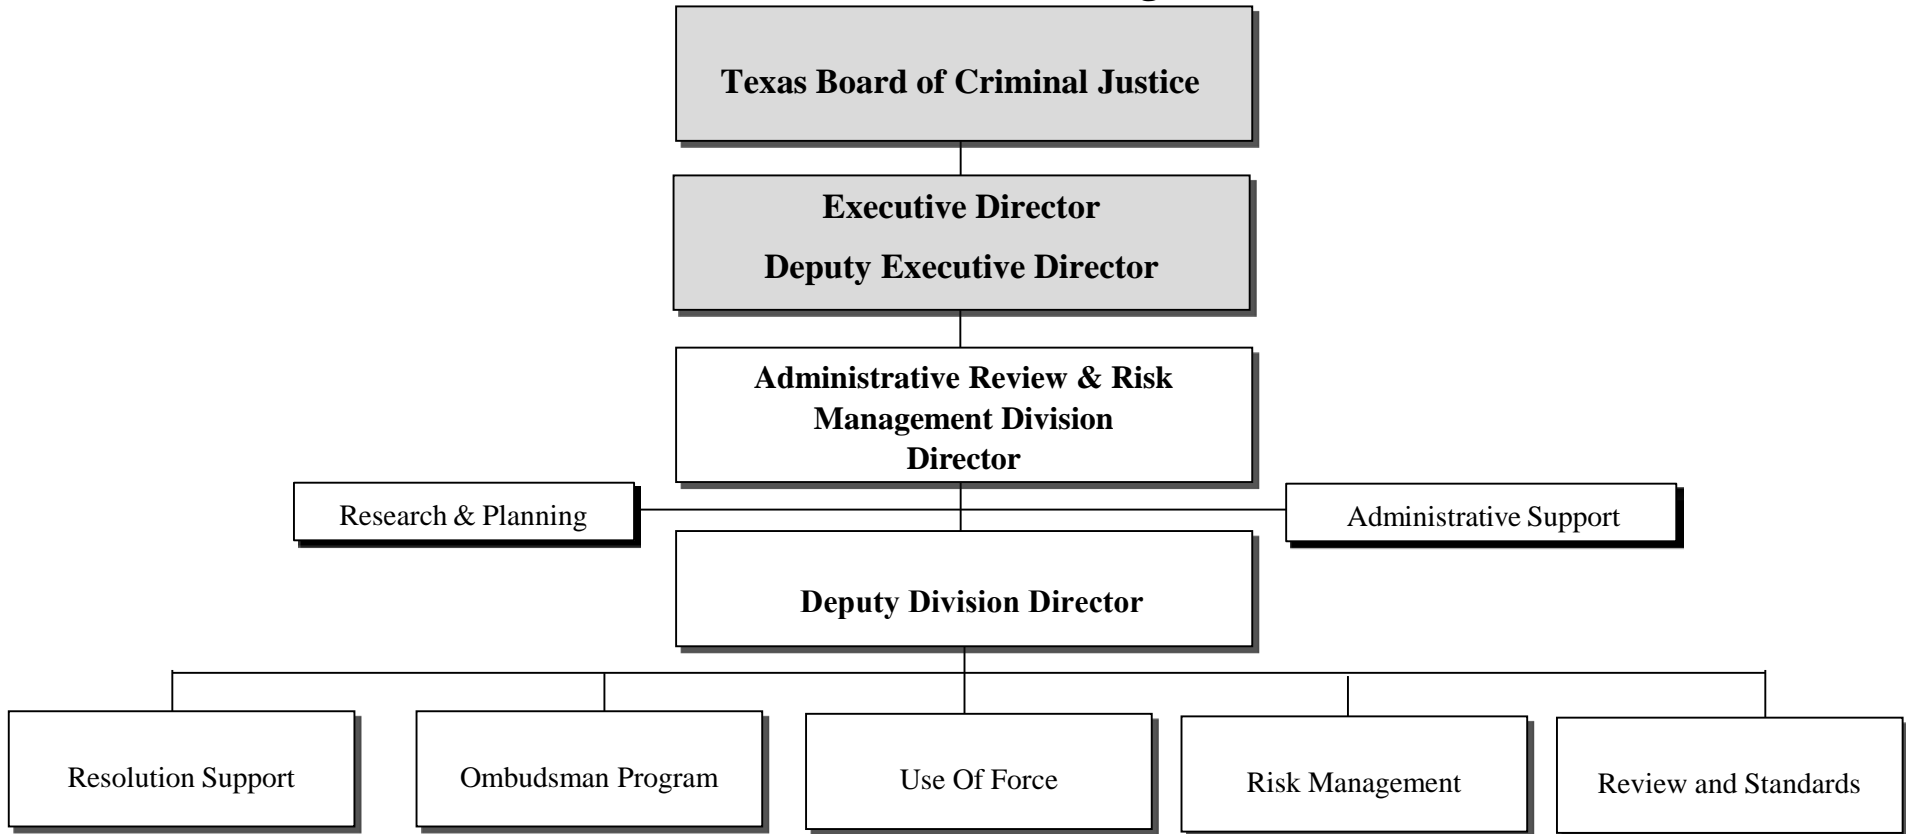 Texas Board of Criminal Justice
Executive Director
Deputy Executive Director
Administrative Review & Risk
Management Division
Director
Research & Planning
Administrative Support
Deputy Division Director
Resolution Support
Ombudsman Program
Use Of Force
Risk Management
Review and Standards